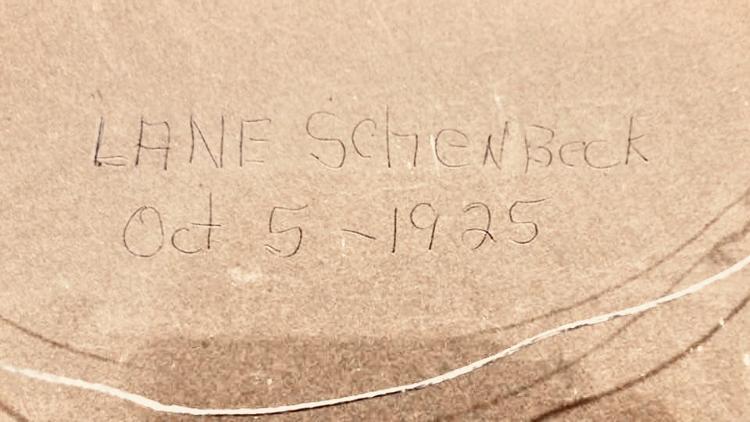 LANE SchenBeck
Oct 5 - 1925